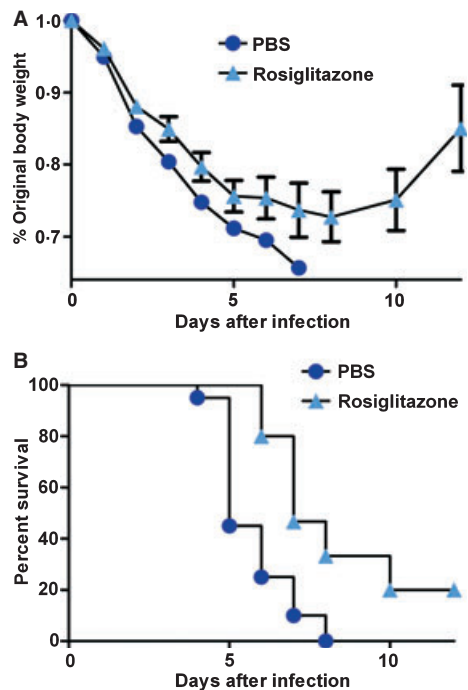 A
PBS
Rosiglitazone
% Original body weight
1·0
0·9
0·8
0·7
0
5
10
Days after infection
B
PBS
Rosiglitazone
Percent survival
100
80
60
40
20
0
0
5
10
Days after infection